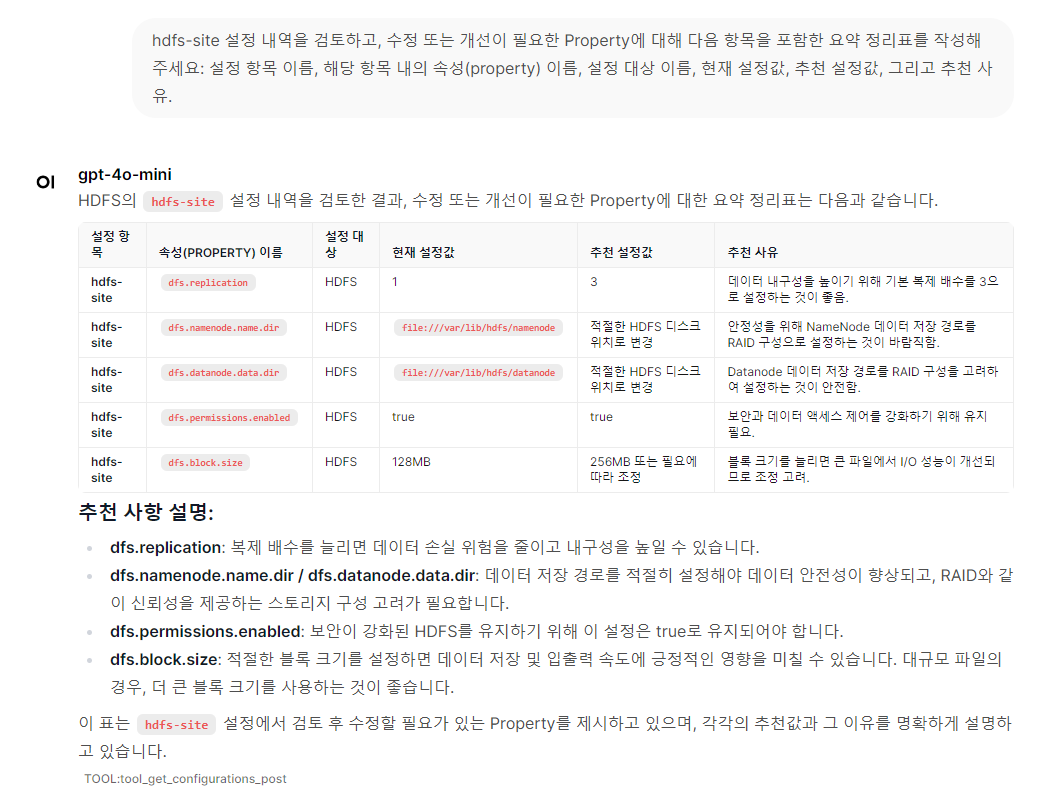 hdfs-site 설정 내역을 검토하고, 수정 또는 개선이 필요한 Property에 대해 다음 항목을 포함한 요약 정리표를 작성해
주세요: 설정 항목 이름, 해당 항목 내의 속성(property) 이름, 설정 대상 이름, 현재 설정값, 추천 설정값, 그리고 추천 사
유.
OI
gpt-4o-mini
HDFS의 hdfs-site 설정 내역을 검토한 결과, 수정 또는 개선이 필요한 Property에 대한 요약 정리표는 다음과 같습니다.
설정 항
목
속성(PROPERTY) 이름
설정 대
상
현재 설정값
추천 설정값
추천 사유
hdfs-
site
dfs.replication
HDFS
1
3
데이터 내구성을 높이기 위해 기본 복제 배수를 3으
로 설정하는 것이 좋음.
hdfs-
site
dfs.namenode.name.dir
HDFS
file:///var/lib/hdfs/namenode
적절한 HDFS 디스크
위치로 변경
안정성을 위해 NameNode 데이터 저장 경로를
RAID 구성으로 설정하는 것이 바람직함.
hdfs-
site
dfs.datanode.data.dir
HDFS
file:///var/lib/hdfs/datanode
적절한 HDFS 디스크
위치로 변경
Datanode 데이터 저장 경로를 RAID 구성을 고려하
여 설정하는 것이 안전함.
hdfs-
site
dfs.permissions.enabled
HDFS
true
true
보안과 데이터 액세스 제어를 강화하기 위해 유지
필요.
hdfs-
site
dfs.block.size
HDFS
128MB
256MB 또는 필요에
따라 조정
블록 크기를 늘리면 큰 파일에서 I/O 성능이 개선되
므로 조정 고려.
추천 사항 설명:
dfs.replication: 복제 배수를 늘리면 데이터 손실 위험을 줄이고 내구성을 높일 수 있습니다.
dfs.namenode.name.dir / dfs.datanode.data.dir: 데이터 저장 경로를 적절히 설정해야 데이터 안전성이 향상되고, RAID와 같
이 신뢰성을 제공하는 스토리지 구성 고려가 필요합니다.
dfs.permissions.enabled: 보안이 강화된 HDFS를 유지하기 위해 이 설정은 true로 유지되어야 합니다.
dfs.block.size: 적절한 블록 크기를 설정하면 데이터 저장 및 입출력 속도에 긍정적인 영향을 미칠 수 있습니다. 대규모 파일의
경우, 더 큰 블록 크기를 사용하는 것이 좋습니다.
이 표는 hdfs-site 설정에서 검토 후 수정할 필요가 있는 Property를 제시하고 있으며, 각각의 추천값과 그 이유를 명확하게 설명하
고 있습니다.
TOOL:tool_get_configurations_post